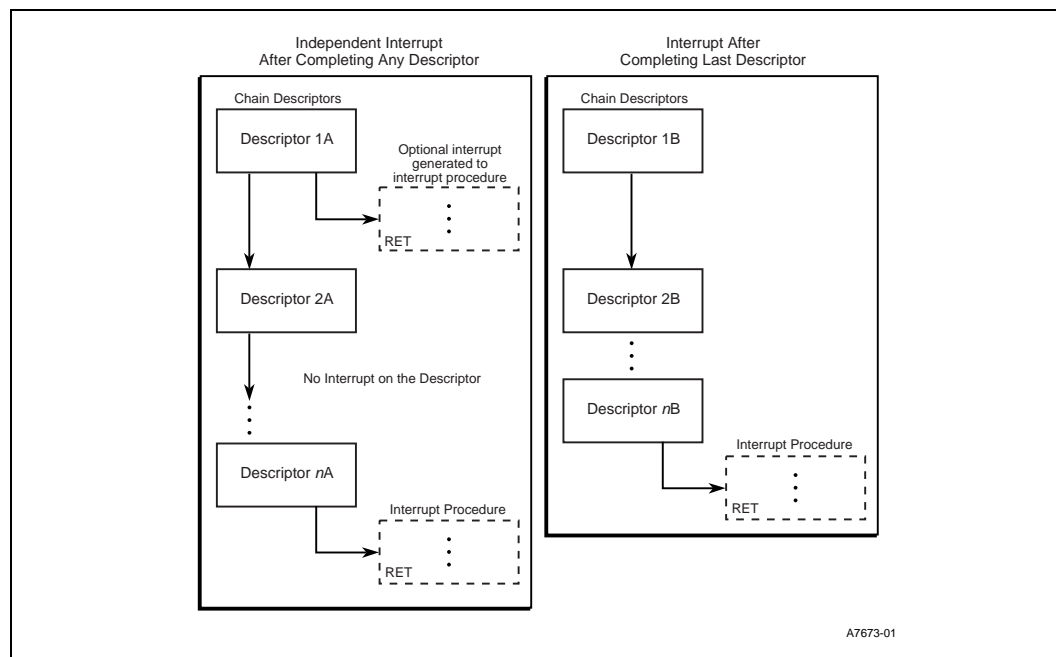 Independent Interrupt
After Completing Any Descriptor
Chain Descriptors
Descriptor 1A
Optional interrupt
generated to
interrupt procedure
RET
Descriptor 2A
No Interrupt on the Descriptor
Descriptor nA
Interrupt Procedure
RET
Interrupt After
Completing Last Descriptor
Chain Descriptors
Descriptor 1B
Descriptor 2B
Descriptor nB
Interrupt Procedure
RET
A7673-01